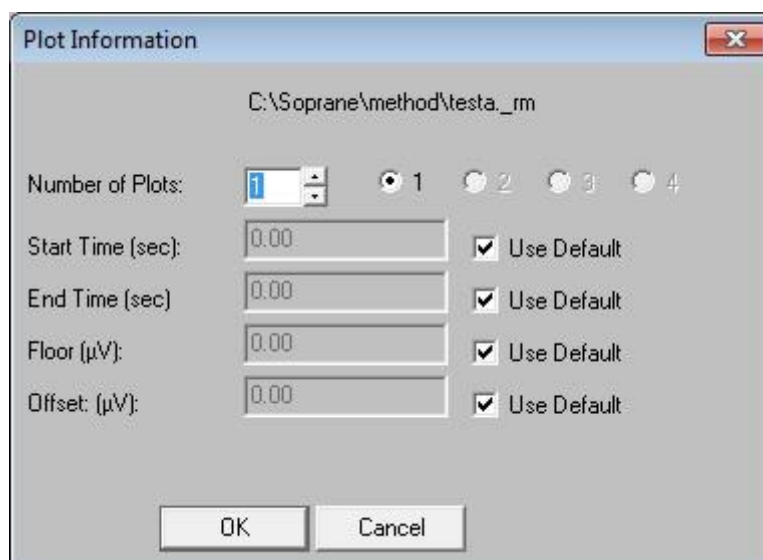 Plot Information
C:\Soprane\method\testa._rm
Number of Plots: 1 1 2 3 4
Start Time (sec): 0.00 Use Default
End Time (sec) 0.00 Use Default
Floor (µV): 0.00 Use Default
Offset: (µV): 0.00 Use Default
OK Cancel